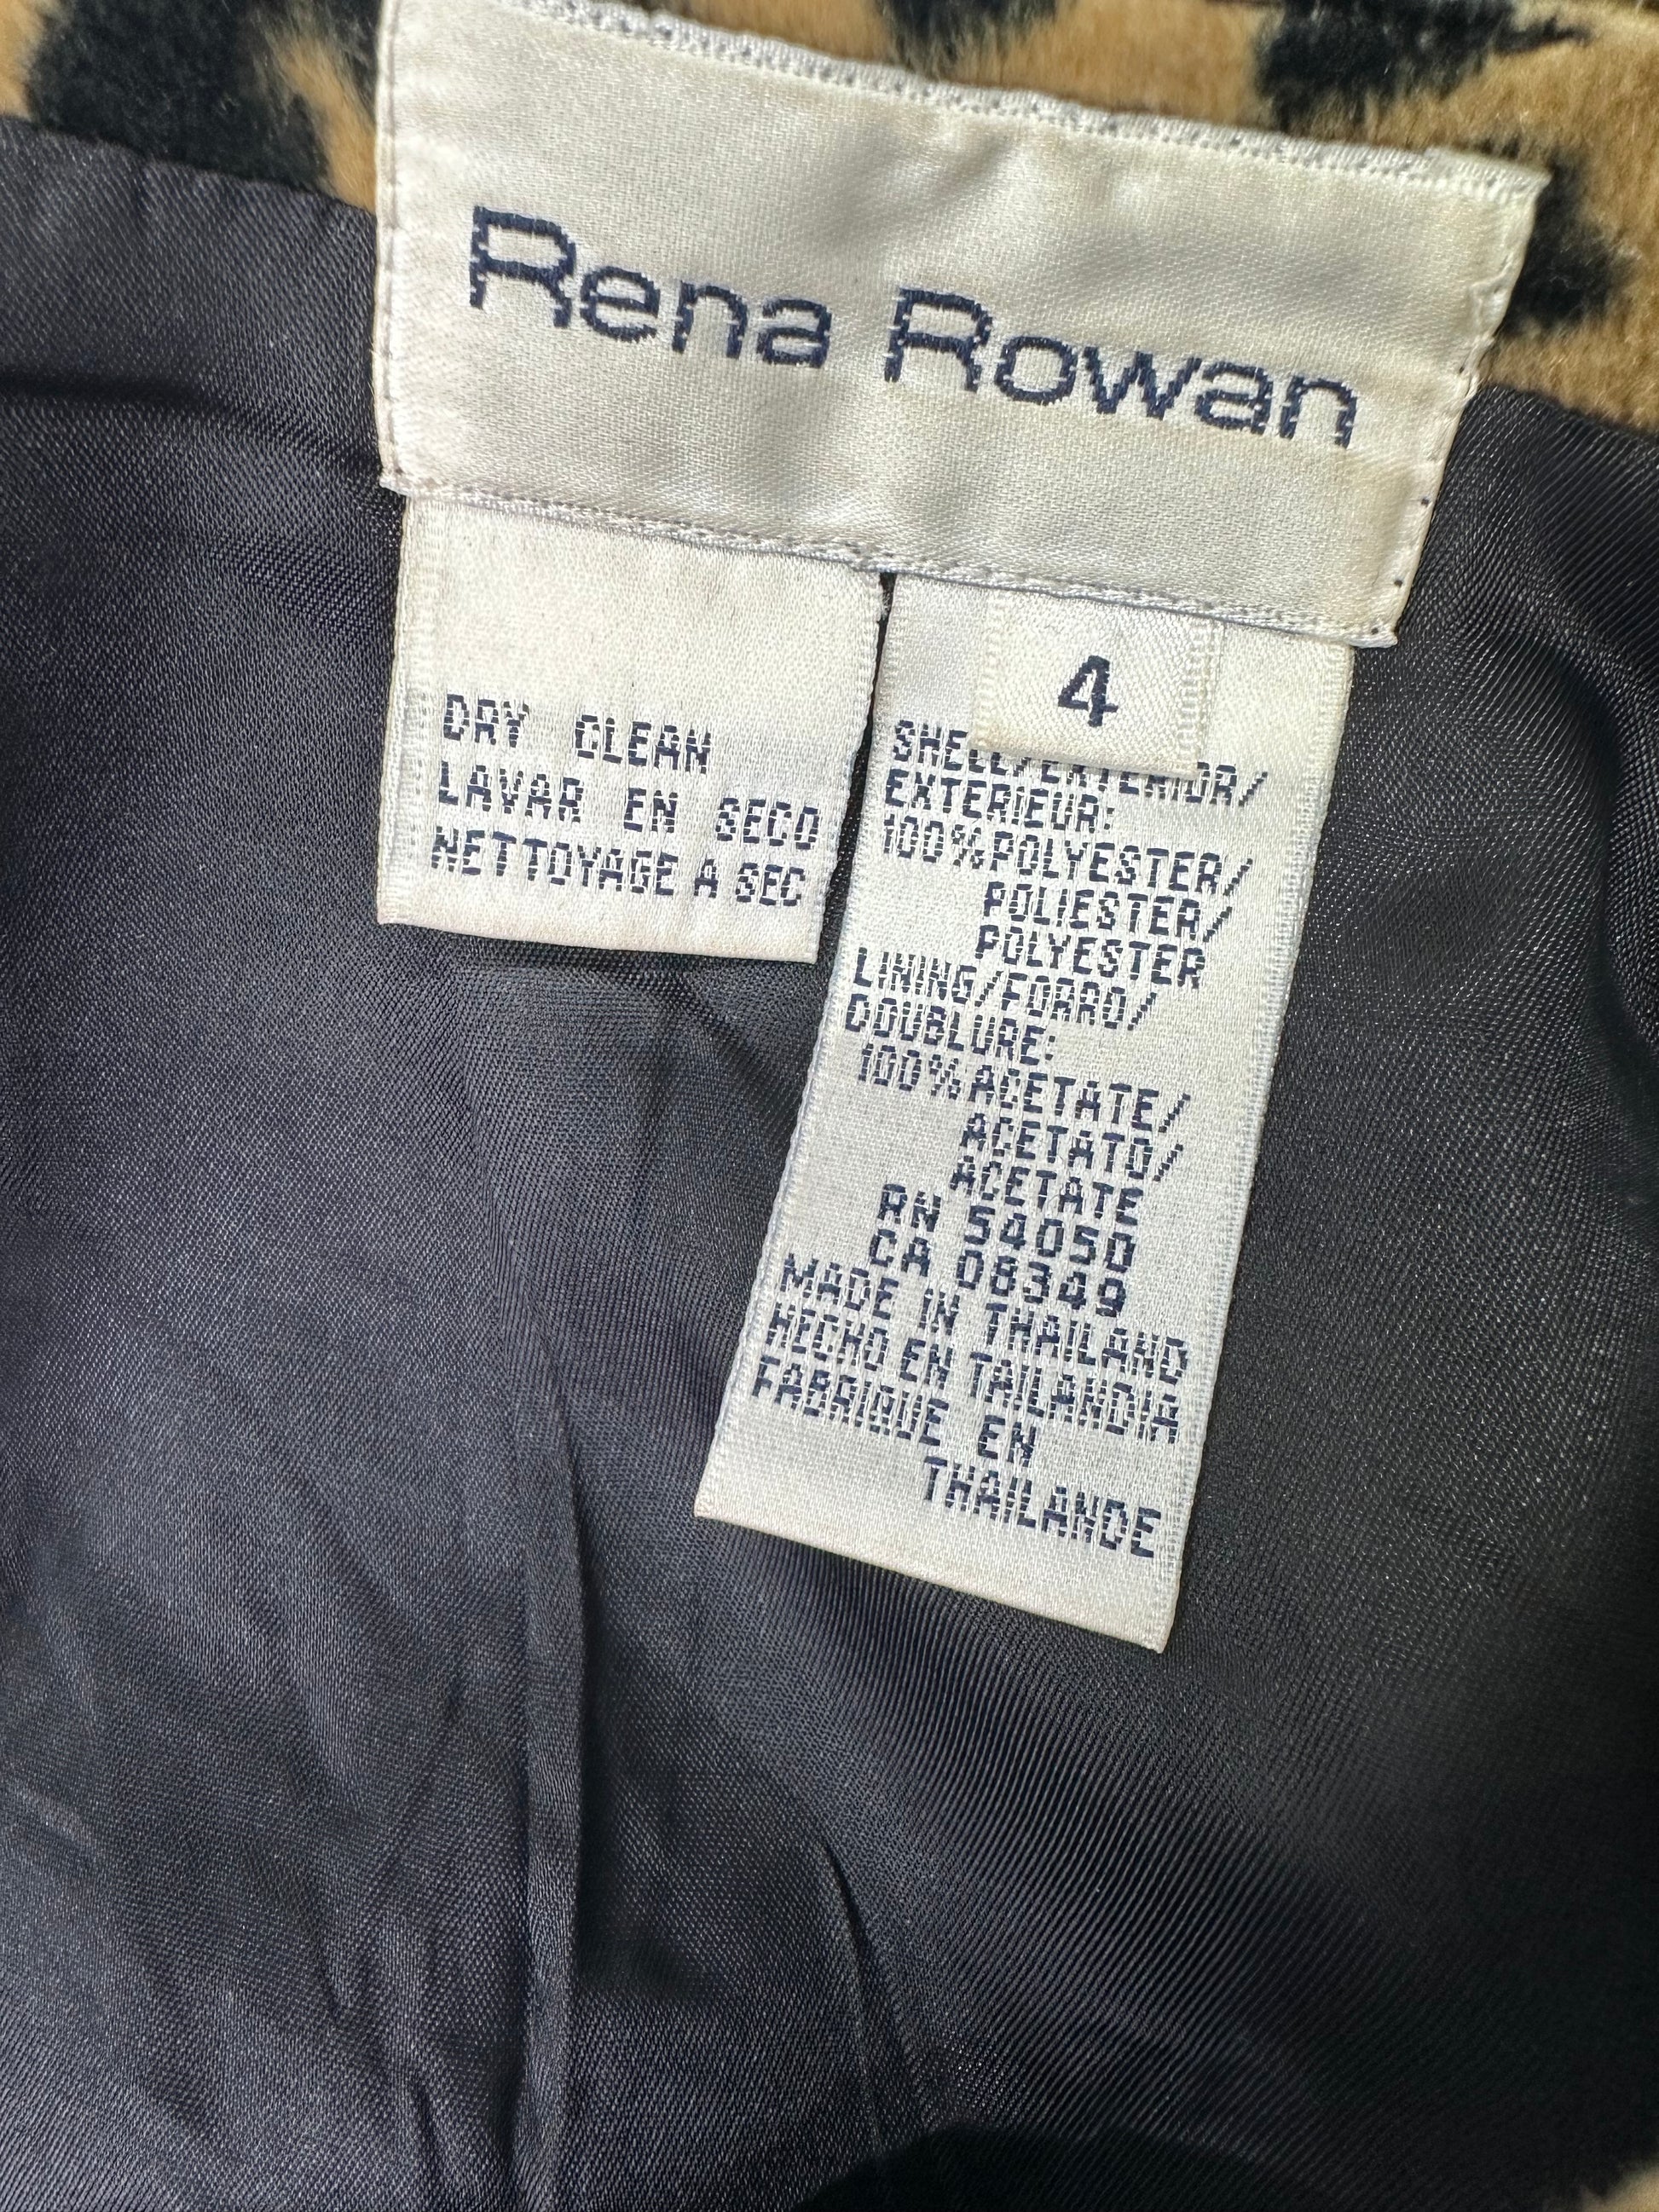 Rena Rowan
DRY CLEAN
LAVAR EN SECO
NETTOYAGE A SEC
4
SHELL/EXTERIOR/
EXTERIEUR:
100%POLYESTER/
POLIESTER/
POLYESTER
LINING/FORRO/
DOUBLURE:
100%ACETATE/
ACETATO/
ACETATE
RN 54050
CA 08349
MADE IN THAILAND
HECHO EN TAILANDIA
FABRIQUE EN
THAILANDE